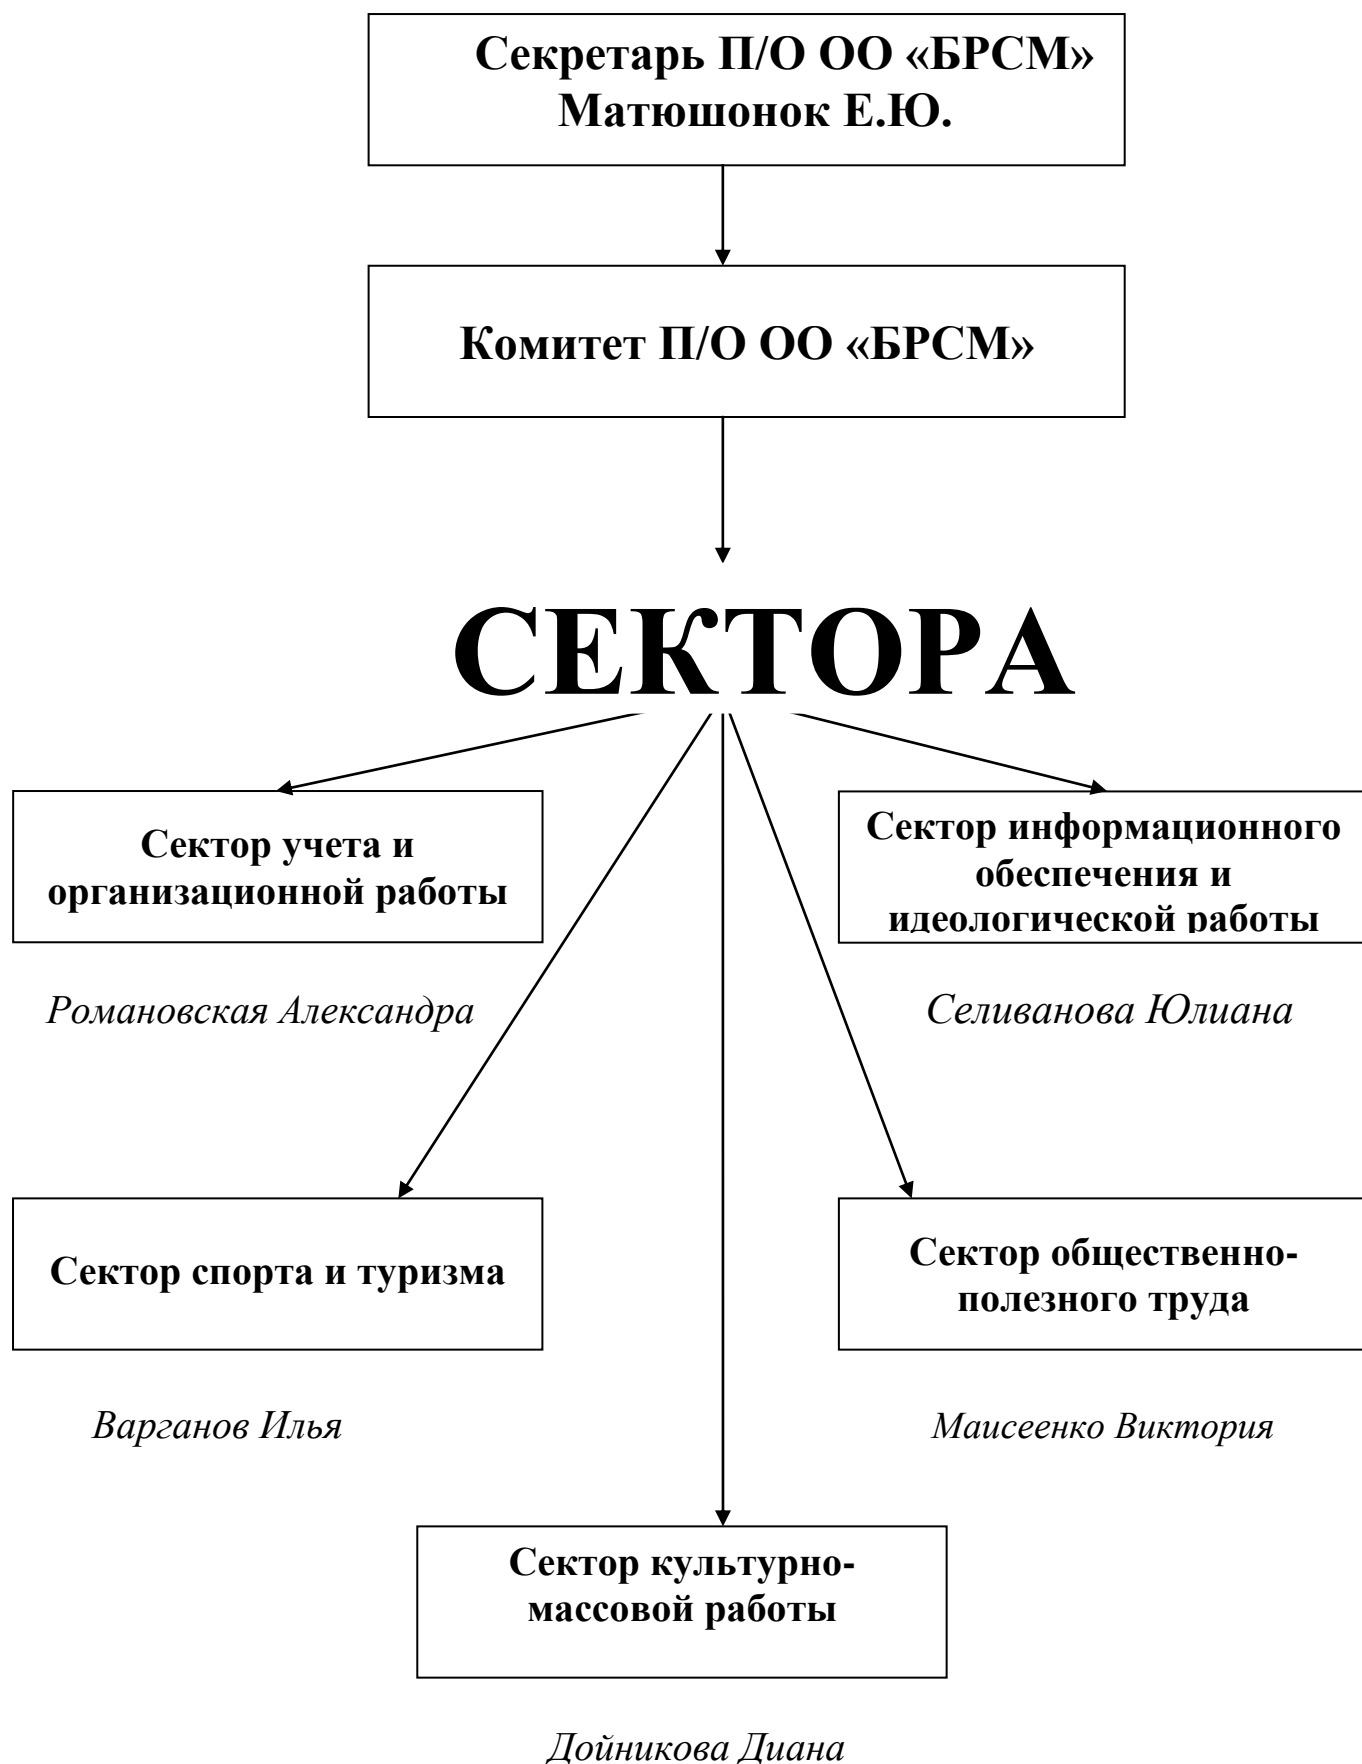 Секретарь П/О ОО «БРСМ»
Матюшонок Е.Ю.
Комитет П/О ОО «БРСМ»
СЕКТОРА
Сектор учета и
организационной работы
Романовская Александра
Сектор информационного
обеспечения и
идеологической работы
Селиванова Юлиана
Сектор спорта и туризма
Варганов Илья
Сектор общественно-
полезного труда
Маисеенко Виктория
Сектор культурно-
массовой работы
Дойникова Диана